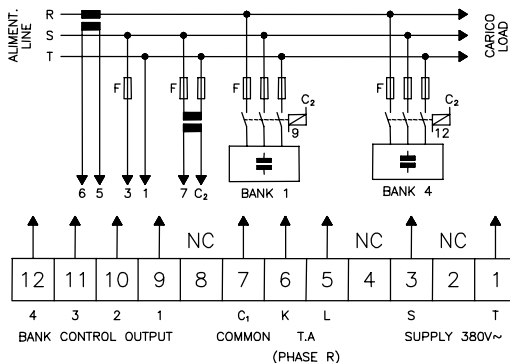 ALIMENT.
LINE
R
S
T
CARICO
LOAD
F F F F
C2 C2
9 12
6 5 3 1 7 C2 BANK 1 BANK 4
NC NC NC
12 11 10 9 8 7 6 5 4 3 2 1
4 3 2 1 C1 K L S T
BANK CONTROL OUTPUT COMMON T.A SUPPLY 380V~
(PHASE R)